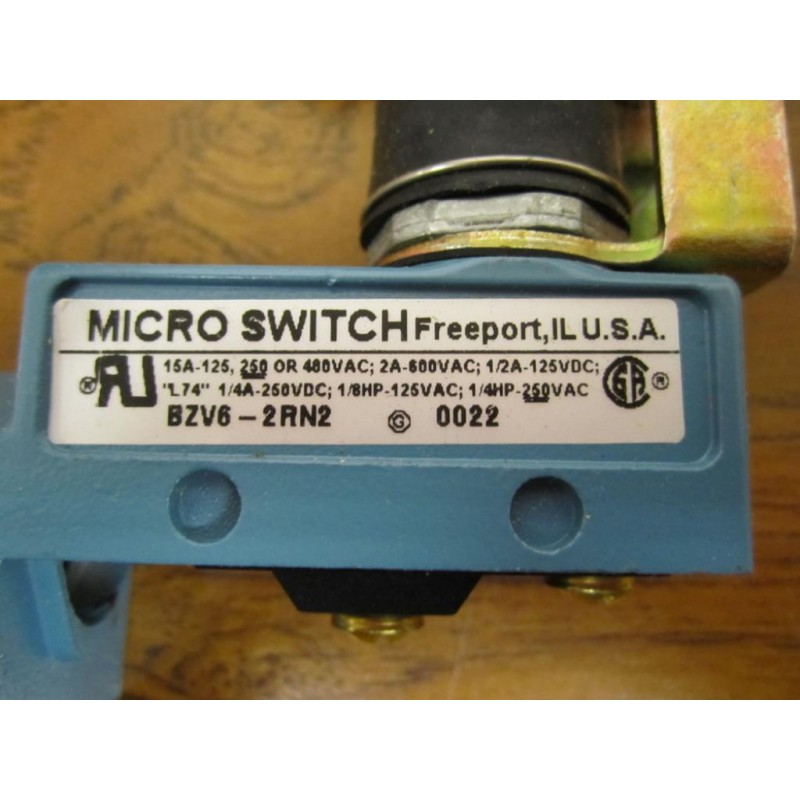 MICRO SWITCH Freeport, IL U.S.A.
15A-125, 250 OR 480VAC; 2A-600VAC; 1/2A-125VDC;
"L74" 1/4A-250VDC; 1/8HP-125VAC; 1/4HP-250VAC
BZV6-2RN2 G 0022